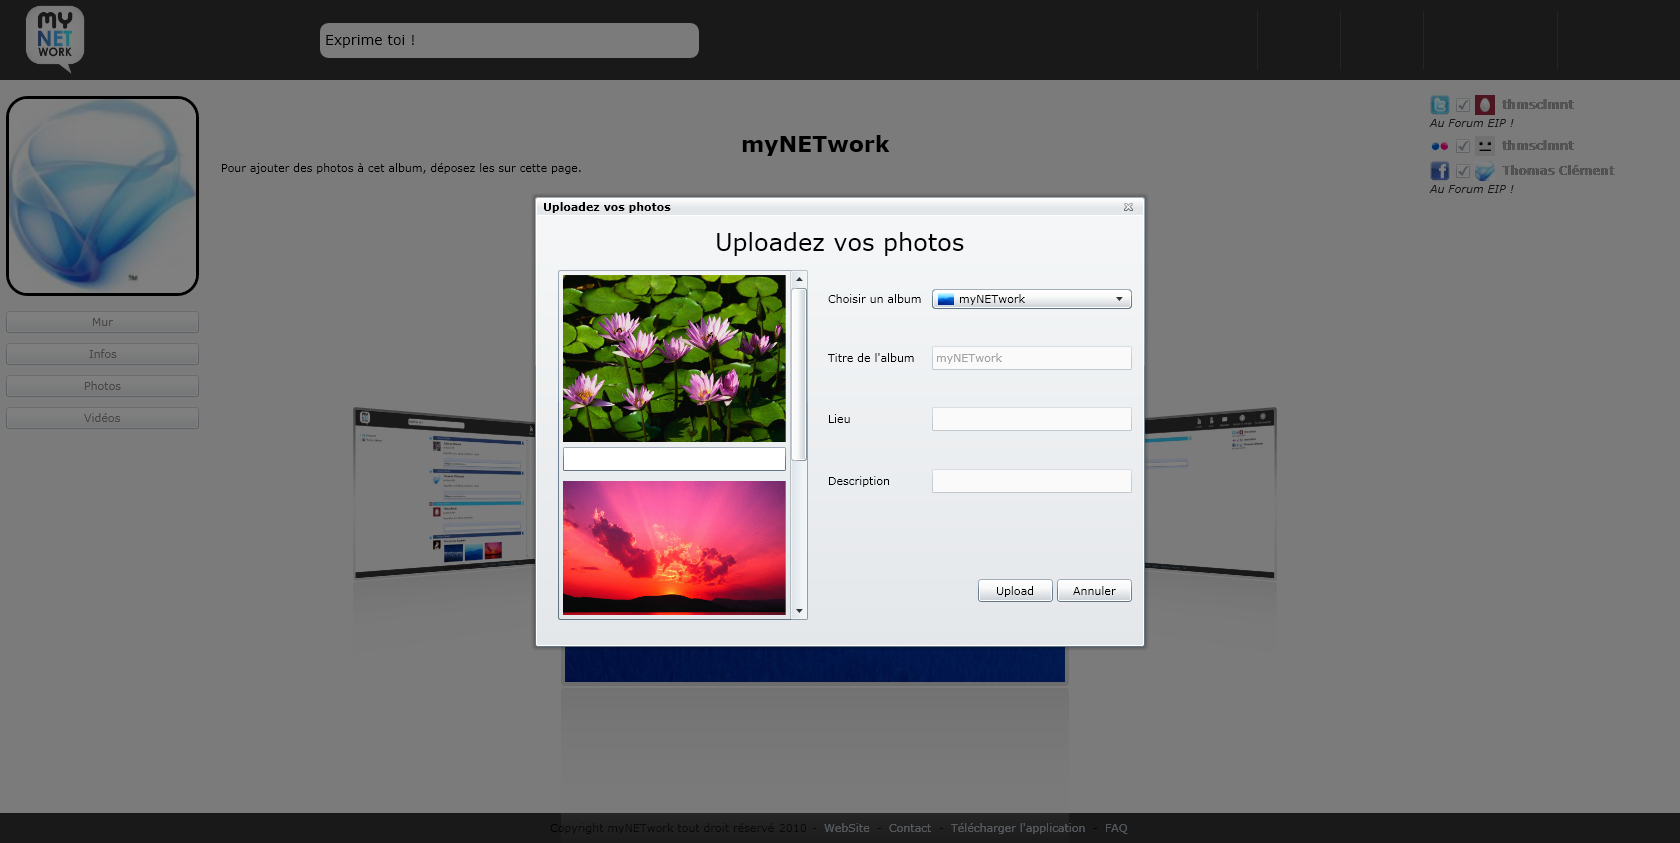 MY
NET
WORK
Exprime toi !
thmsclmnt
Au Forum EIP !
thmsclmnt
Thomas Clément
Au Forum EIP !
myNETwork
Pour ajouter des photos à cet album, déposez les sur cette page.
Mur
Infos
Photos
Vidéos
Uploadez vos photos
Uploadez vos photos
Choisir un album
myNETwork
Titre de l'album
myNETwork
Lieu
Description
Upload
Annuler
Copyright myNETwork tout droit réservé 2010 - WebSite - Contact - Télécharger l'application - FAQ